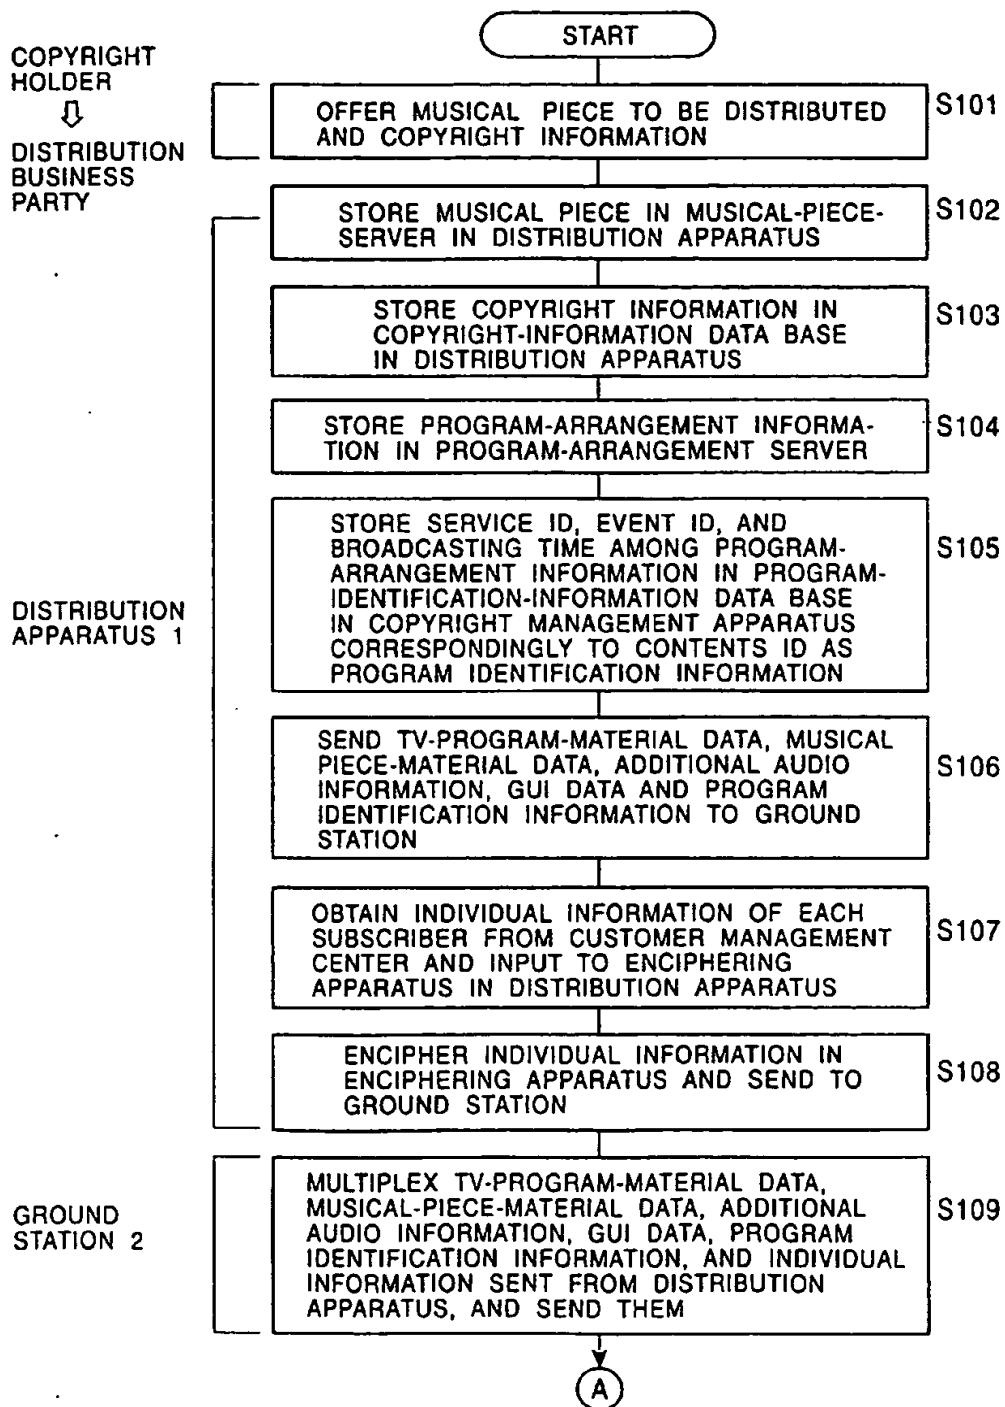 START
COPYRIGHT
HOLDER
⇩
DISTRIBUTION
BUSINESS
PARTY
OFFER MUSICAL PIECE TO BE DISTRIBUTED
AND COPYRIGHT INFORMATION
S101
STORE MUSICAL PIECE IN MUSICAL-PIECE-
SERVER IN DISTRIBUTION APPARATUS
S102
STORE COPYRIGHT INFORMATION IN
COPYRIGHT-INFORMATION DATA BASE
IN DISTRIBUTION APPARATUS
S103
STORE PROGRAM-ARRANGEMENT INFORMA-
TION IN PROGRAM-ARRANGEMENT SERVER
S104
DISTRIBUTION
APPARATUS 1
STORE SERVICE ID, EVENT ID, AND
BROADCASTING TIME AMONG PROGRAM-
ARRANGEMENT INFORMATION IN PROGRAM-
IDENTIFICATION-INFORMATION DATA BASE
IN COPYRIGHT MANAGEMENT APPARATUS
CORRESPONDINGLY TO CONTENTS ID AS
PROGRAM IDENTIFICATION INFORMATION
S105
SEND TV-PROGRAM-MATERIAL DATA, MUSICAL
PIECE-MATERIAL DATA, ADDITIONAL AUDIO
INFORMATION, GUI DATA AND PROGRAM
IDENTIFICATION INFORMATION TO GROUND
STATION
S106
OBTAIN INDIVIDUAL INFORMATION OF EACH
SUBSCRIBER FROM CUSTOMER MANAGEMENT
CENTER AND INPUT TO ENCIPHERING
APPARATUS IN DISTRIBUTION APPARATUS
S107
ENCIPHER INDIVIDUAL INFORMATION IN
ENCIPHERING APPARATUS AND SEND TO
GROUND STATION
S108
GROUND
STATION 2
MULTIPLEX TV-PROGRAM-MATERIAL DATA,
MUSICAL-PIECE-MATERIAL DATA, ADDITIONAL
AUDIO INFORMATION, GUI DATA, PROGRAM
IDENTIFICATION INFORMATION, AND INDIVIDUAL
INFORMATION SENT FROM DISTRIBUTION
APPARATUS, AND SEND THEM
S109
A